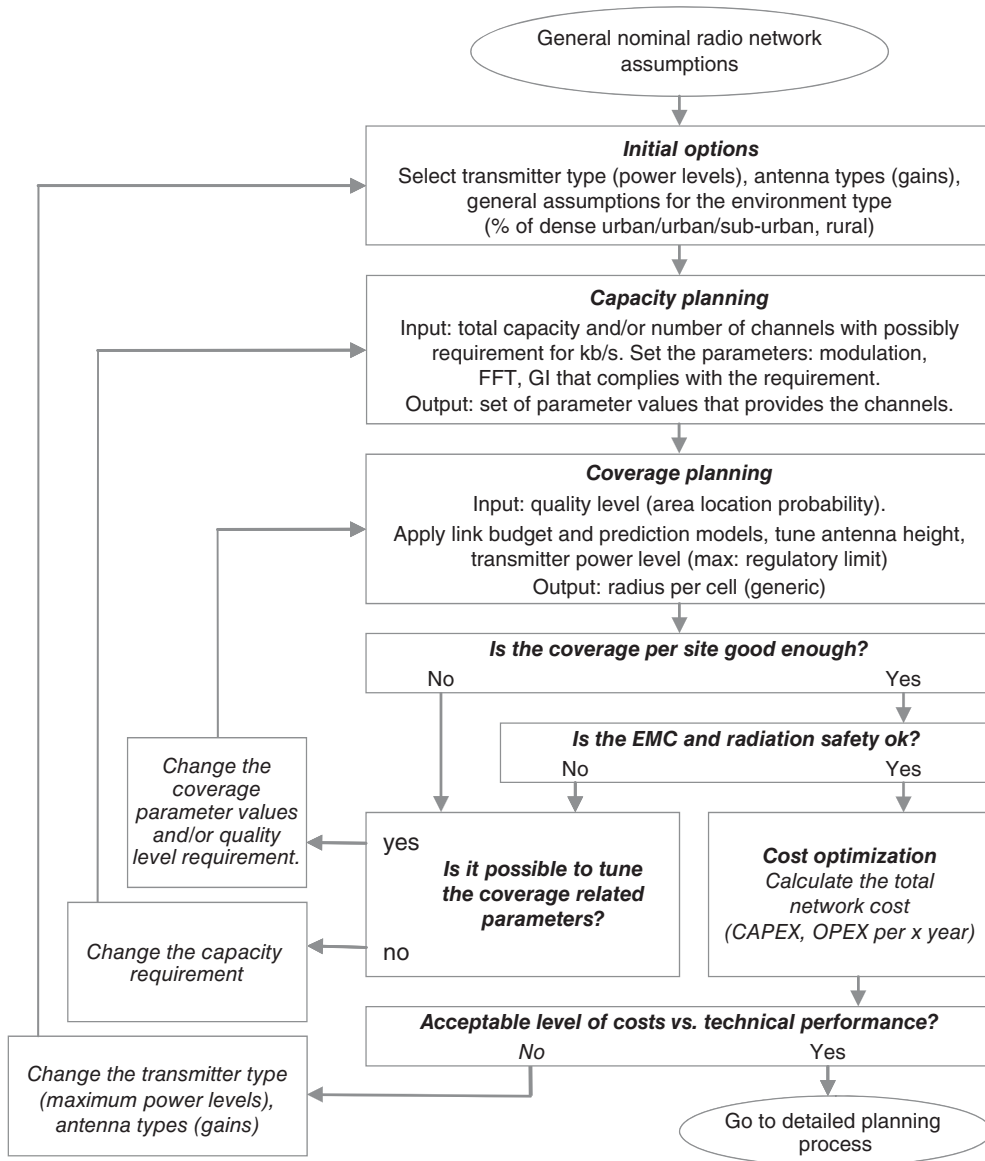 General nominal radio network
assumptions
Initial options
Select transmitter type (power levels), antenna types (gains),
general assumptions for the environment type
(% of dense urban/urban/sub-urban, rural)
Capacity planning
Input: total capacity and/or number of channels with possibly
requirement for kb/s. Set the parameters: modulation,
FFT, GI that complies with the requirement.
Output: set of parameter values that provides the channels.
Coverage planning
Input: quality level (area location probability).
Apply link budget and prediction models, tune antenna height,
transmitter power level (max: regulatory limit)
Output: radius per cell (generic)
Is the coverage per site good enough?
No
Yes
Is the EMC and radiation safety ok?
No
Yes
Change the
coverage
parameter values
and/or quality
level requirement.
yes
Is it possible to tune
the coverage related
parameters?
no
Cost optimization
Calculate the total
network cost
(CAPEX, OPEX per x year)
Change the capacity
requirement
Acceptable level of costs vs. technical performance?
No
Yes
Change the transmitter type
(maximum power levels),
antenna types (gains)
Go to detailed planning
process